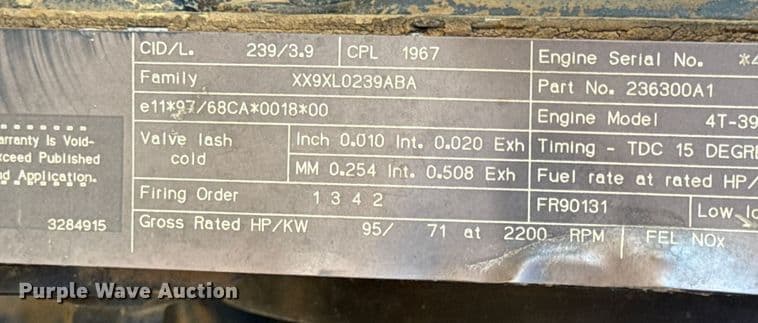 CID/L. 239/3.9 CPL 1967
Family XX9XL0239ABA
e11*97/68CA*0018*00
Valve lash cold
Inch 0.010 Int. 0.020 Exh
MM 0.254 Int. 0.508 Exh
Firing Order 1 3 4 2
Gross Rated HP/KW 95/ 71 at 2200 RPM FEL NOX
Engine Serial No. *4
Part No. 236300A1
Engine Model 4T-39
Timing - TDC 15 DEGRE
Fuel rate at rated HP/
FR90131 Low
arranty Is Void-
xceed Published
nd Application.
3284915
Purple Wave Auction